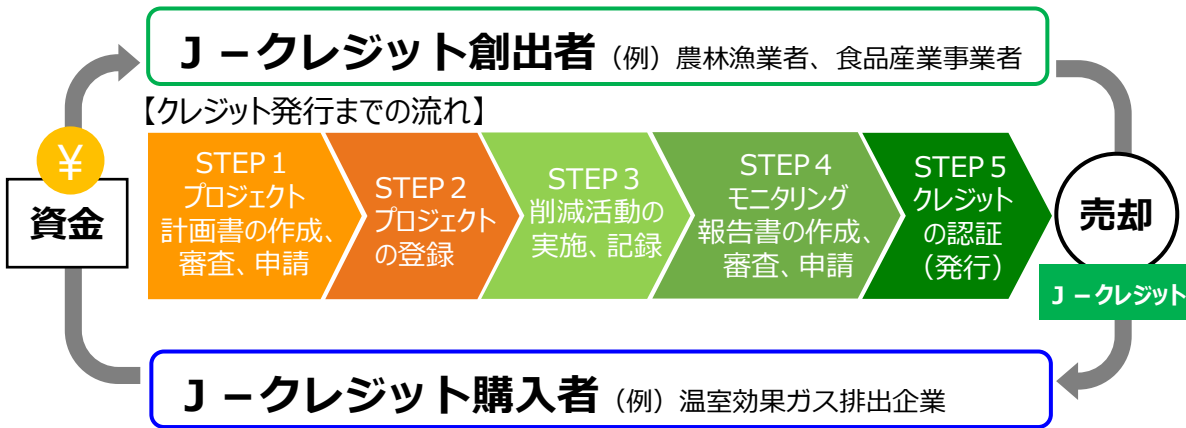 J－クレジット創出者（例）農林漁業者、食品産業事業者
【クレジット発行までの流れ】
¥
資金
STEP１
プロジェクト
計画書の作成、
審査、申請
STEP２
プロジェクト
の登録
STEP３
削減活動の
実施、記録
STEP４
モニタリング
報告書の作成、
審査、申請
STEP５
クレジット
の認証
（発行）
売却
J－クレジット
J－クレジット購入者（例）温室効果ガス排出企業